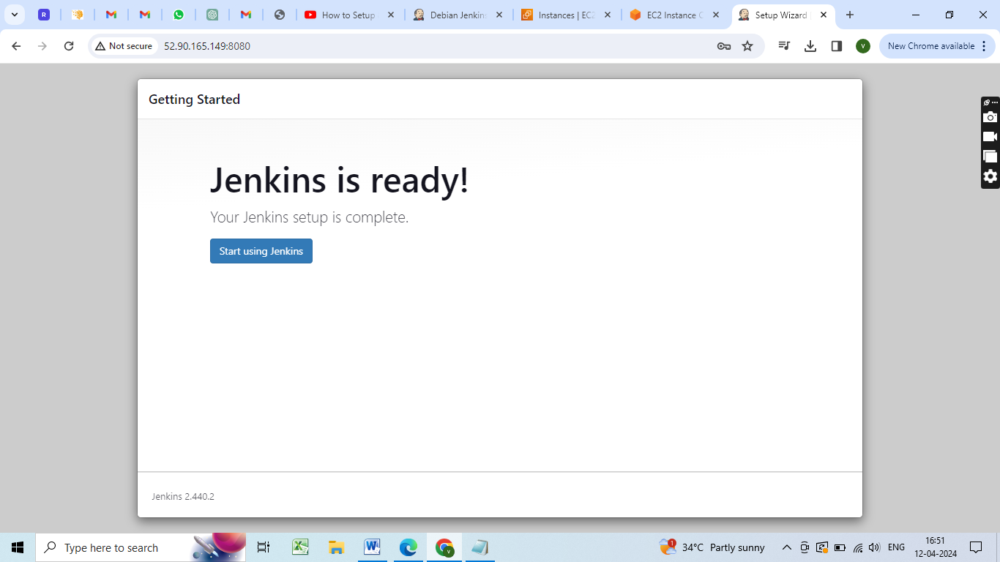 R
How to Setup
Debian Jenkins
Instances | EC2
EC2 Instance C
Setup Wizard
Not secure
52.90.165.149:8080
V
New Chrome available
Getting Started
Jenkins is ready!
Your Jenkins setup is complete.
Start using Jenkins
Jenkins 2.440.2
Type here to search
V
1
34°C Partly sunny
ENG
16:51
12-04-2024